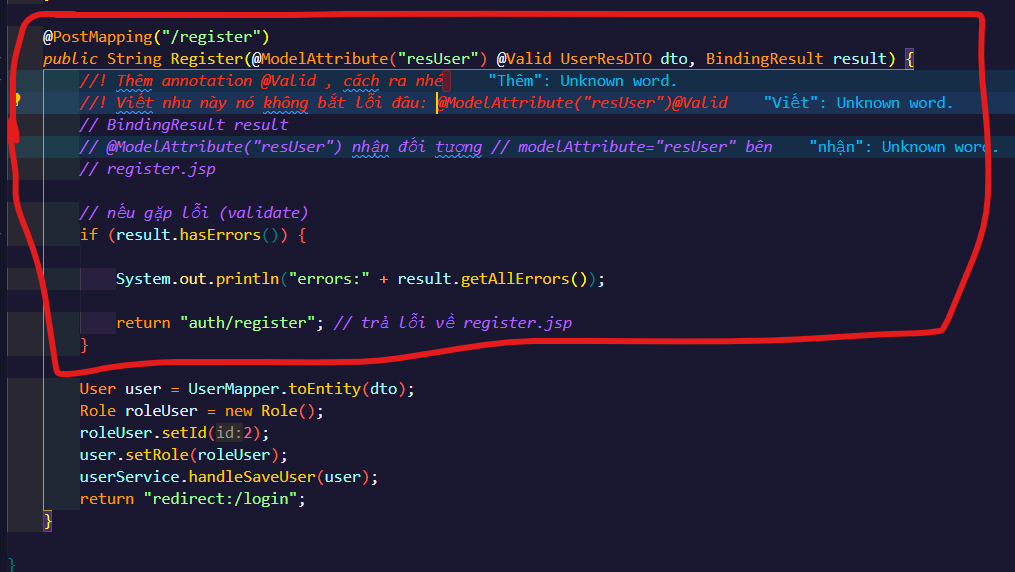 @PostMapping("/register")
public String Register(@ModelAttribute("resUser") @Valid UserResDTO dto, BindingResult result) {
//! Thêm annotation @Valid , cách ra nhé "Thêm": Unknown word.
//! Viết như này nó không bắt lỗi đâu: @ModelAttribute("resUser")@Valid "Viết": Unknown word.
// BindingResult result
// @ModelAttribute("resUser") nhận đối tượng // modelAttribute="resUser" bên "nhận": Unknown word.
// register.jsp
// nếu gặp lỗi (validate)
if (result.hasErrors()) {
System.out.println("errors:" + result.getAllErrors());
return "auth/register"; // trả lỗi về register.jsp
}
User user = UserMapper.toEntity(dto);
Role roleUser = new Role();
roleUser.setId(id:2);
user.setRole(roleUser);
userService.handleSaveUser(user);
return "redirect:/login";
}
}